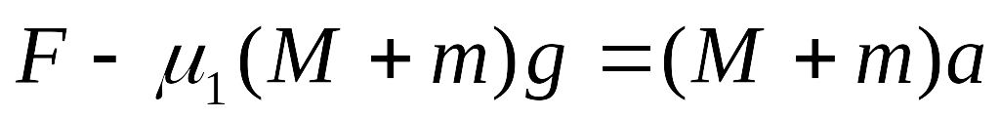 F - μ₁(M + m)g =(M + m)a